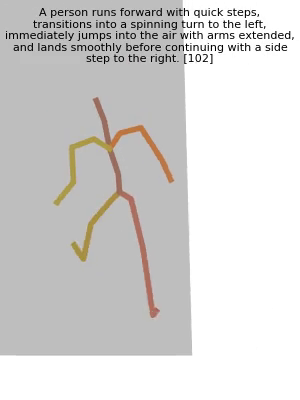 A person runs forward with quick steps,
transitions into a spinning turn to the left,
immediately jumps into the air with arms extended,
and lands smoothly before continuing with a side
step to the right. [102]